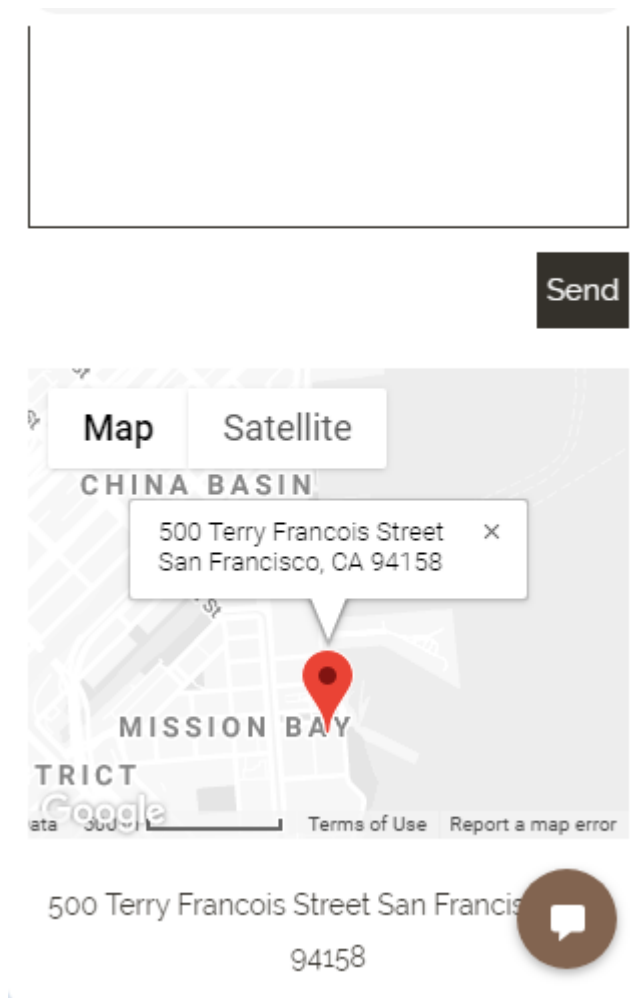 Send
Map Satellite
CHINA BASIN
500 Terry Francois Street
San Francisco, CA 94158
St
MISSION BAY
TRICT
Google
Terms of Use Report a map error
500 Terry Francois Street San Francis
94158